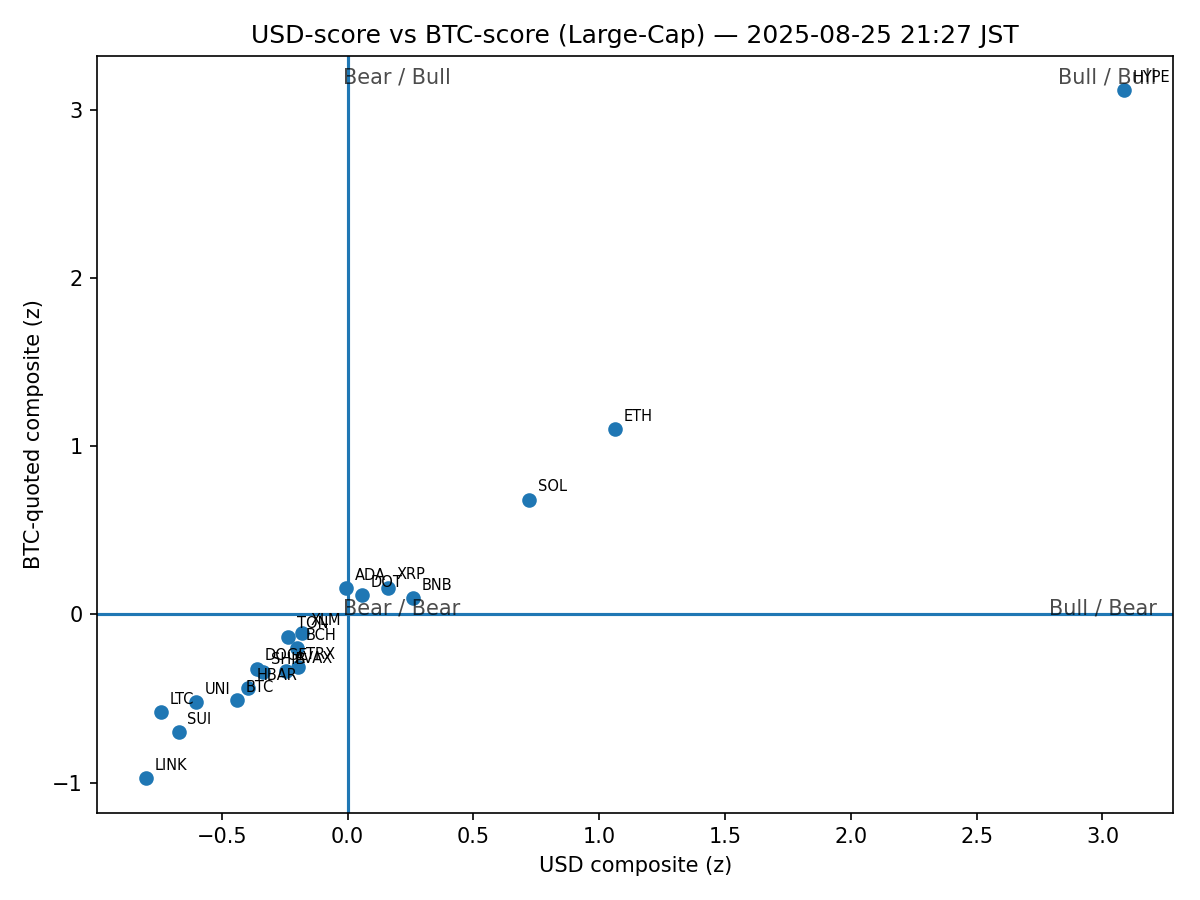 USD-score vs BTC-score (Large-Cap) — 2025-08-25 21:27 JST
Bear / Bull
Bull / Bull
HYPE
3
2
ETH
1
SOL
ADA
DOT
XRP
BNB
0
Bear / Bear
Bull / Bear
TON
XLM
BCH
DOGE
SHIB
TRX
AVAX
HBAR
BTC
UNI
LTC
SUI
LINK
−1
−0.5
0.0
0.5
1.0
1.5
2.0
2.5
3.0
USD composite (z)
BTC-quoted composite (z)